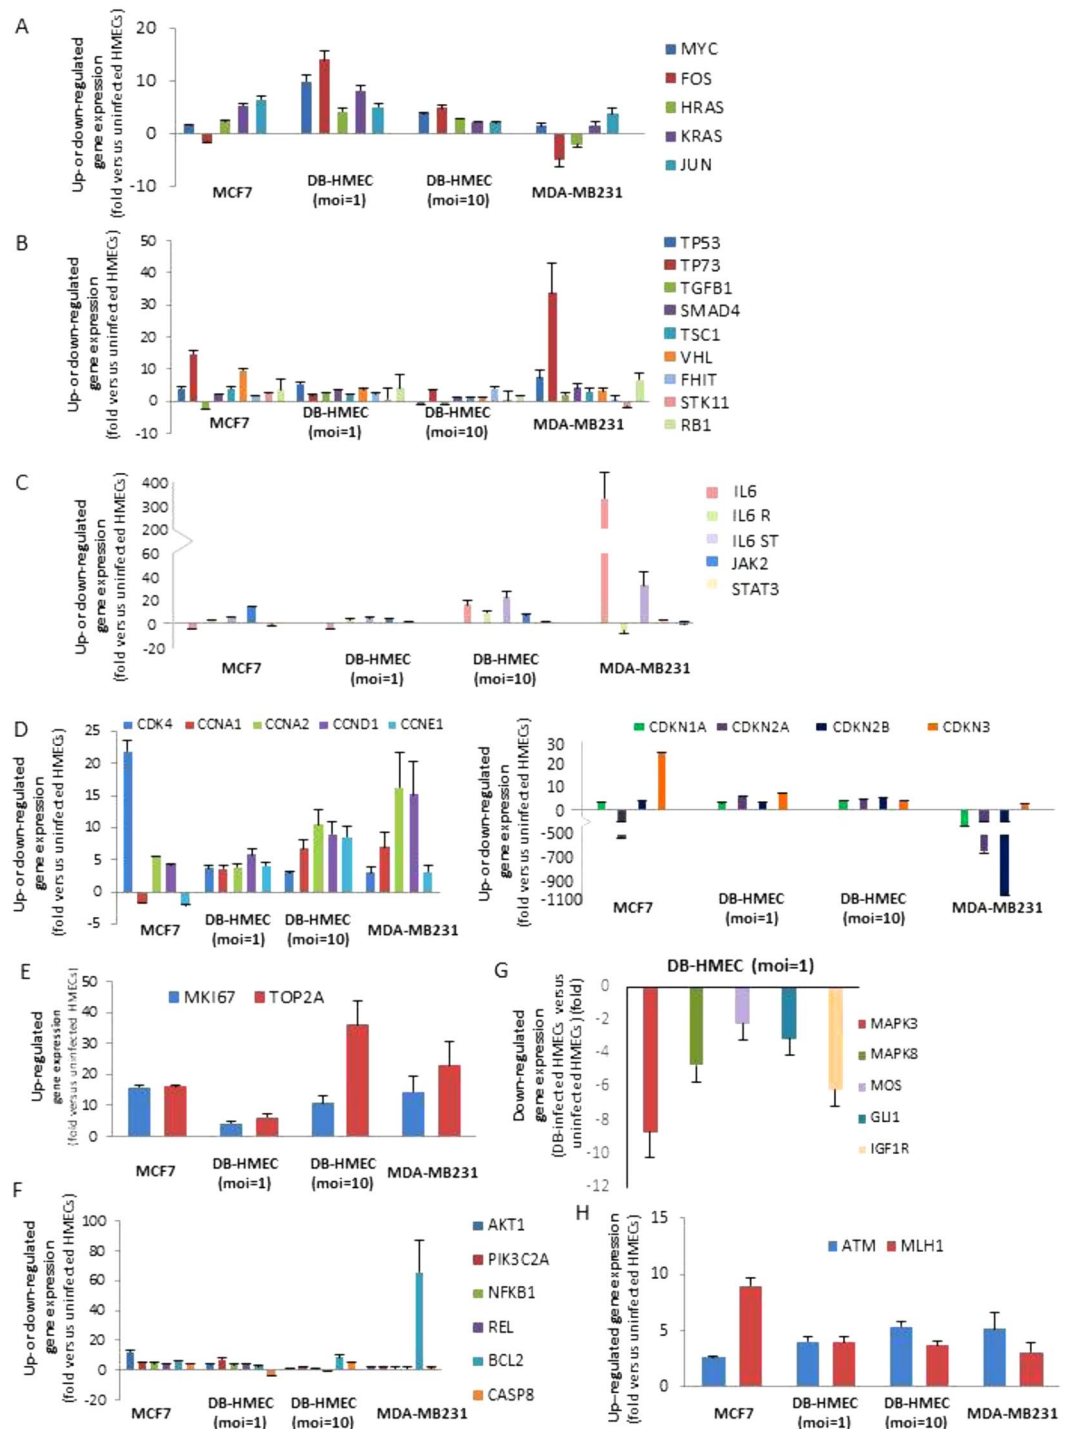 A
Up- or down-regulated
gene expression
(fold versus uninfected HMECs)
20
10
0
-10
MCF7
DB-HMEC
(moi=1)
DB-HMEC
(moi=10)
MDA-MB231
MYC
FOS
HRAS
KRAS
JUN
B
Up- or down-regulated
gene expression
(fold versus uninfected HMECs)
50
40
30
20
10
0
-10
MCF7
DB-HMEC
(moi=1)
DB-HMEC
(moi=10)
MDA-MB231
TP53
TP73
TGFB1
SMAD4
TSC1
VHL
FHIT
STK11
RB1
C
Up- or down-regulated
gene expression
(fold versus uninfected HMECs)
400
300
200
60
40
20
0
-20
MCF7
DB-HMEC
(moi=1)
DB-HMEC
(moi=10)
MDA-MB231
IL6
IL6 R
IL6 ST
JAK2
STAT3
D
Up- or down-regulated
gene expression
(fold versus uninfected HMECs)
CDK4 CCNA1 CCNA2 CCND1 CCNE1
25
20
15
10
5
0
-5
MCF7
DB-HMEC
(moi=1)
DB-HMEC
(moi=10)
MDA-MB231
Up- or down-regulated
gene expression
(fold versus uninfected HMECs)
CDKN1A CDKN2A CDKN2B CDKN3
30
20
10
0
-500
-700
-900
-1100
MCF7
DB-HMEC
(moi=1)
DB-HMEC
(moi=10)
MDA-MB231
E
Up-regulated
gene expression
(fold versus uninfected HMECs)
MKI67 TOP2A
50
40
30
20
10
0
MCF7
DB-HMEC
(moi=1)
DB-HMEC
(moi=10)
MDA-MB231
G
DB-HMEC (moi=1)
Down-regulated
gene expression
(DB-infected HMECs versus
uninfected HMECs) (fold)
0
-2
-4
-6
-8
-10
-12
MAPK3
MAPK8
MOS
GLI1
IGF1R
F
Up- or down-regulated
gene expression
(fold versus uninfected HMECs)
100
80
60
40
20
0
-20
MCF7
DB-HMEC
(moi=1)
DB-HMEC
(moi=10)
MDA-MB231
AKT1
PIK3C2A
NFKB1
REL
BCL2
CASP8
H
Up-regulated gene expression
(fold versus uninfected HMECs)
ATM MLH1
15
10
5
0
MCF7
DB-HMEC
(moi=1)
DB-HMEC
(moi=10)
MDA-MB231